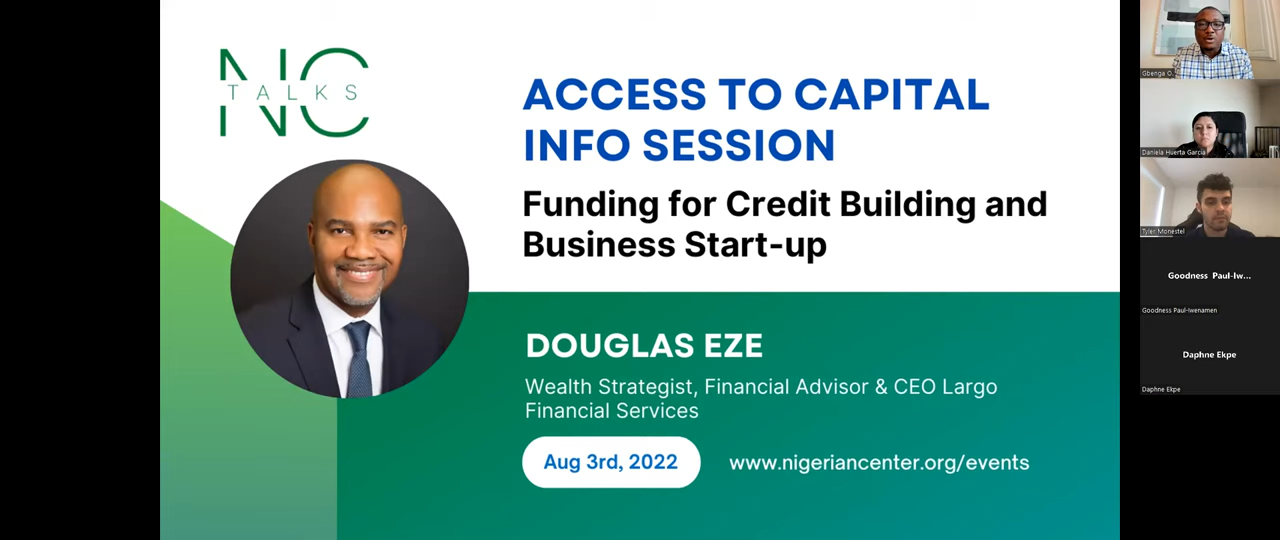 NC
TALKS
ACCESS TO CAPITAL
INFO SESSION
Funding for Credit Building and
Business Start-up
DOUGLAS EZE
Wealth Strategist, Financial Advisor & CEO Largo
Financial Services
Aug 3rd, 2022
www.nigeriancenter.org/events
Gbenga O.
Daniela Huerta Garcia
Tyler Monestel
Goodness Paul-Iw...
Goodness Paul-Iwenamen
Daphne Ekpe
Daphne Ekpe